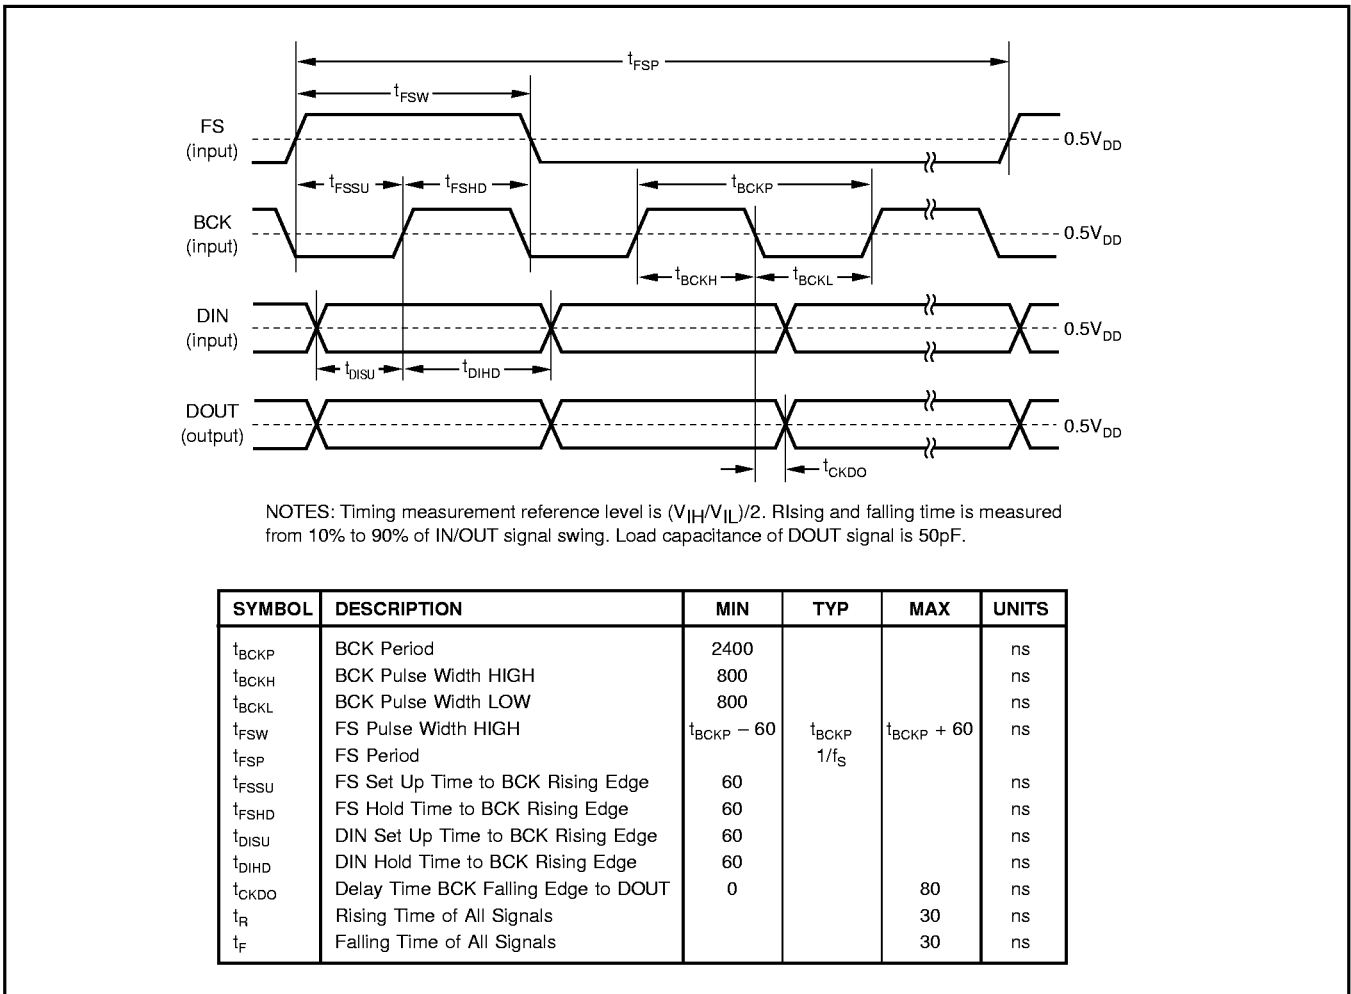 tFSP
tFSW
FS
(input)
0.5VDD
tFSSU
tFSHD
tBCKP
BCK
(input)
0.5VDD
tBCKH
tBCKL
DIN
(input)
0.5VDD
tDISU
tDIHD
DOUT
(output)
0.5VDD
tCKDO
NOTES: Timing measurement reference level is (VIH/VIL)/2. RIsing and falling time is measured
from 10% to 90% of IN/OUT signal swing. Load capacitance of DOUT signal is 50pF.
SYMBOL DESCRIPTION MIN TYP MAX UNITS
tBCKP BCK Period 2400 ns
tBCKH BCK Pulse Width HIGH 800 ns
tBCKL BCK Pulse Width LOW 800 ns
tFSW FS Pulse Width HIGH tBCKP – 60 tBCKP tBCKP + 60 ns
tFSP FS Period 1/fS
tFSSU FS Set Up Time to BCK Rising Edge 60 ns
tFSHD FS Hold Time to BCK Rising Edge 60 ns
tDISU DIN Set Up Time to BCK Rising Edge 60 ns
tDIHD DIN Hold Time to BCK Rising Edge 60 ns
tCKDO Delay Time BCK Falling Edge to DOUT 0 80 ns
tR Rising Time of All Signals 30 ns
tF Falling Time of All Signals 30 ns